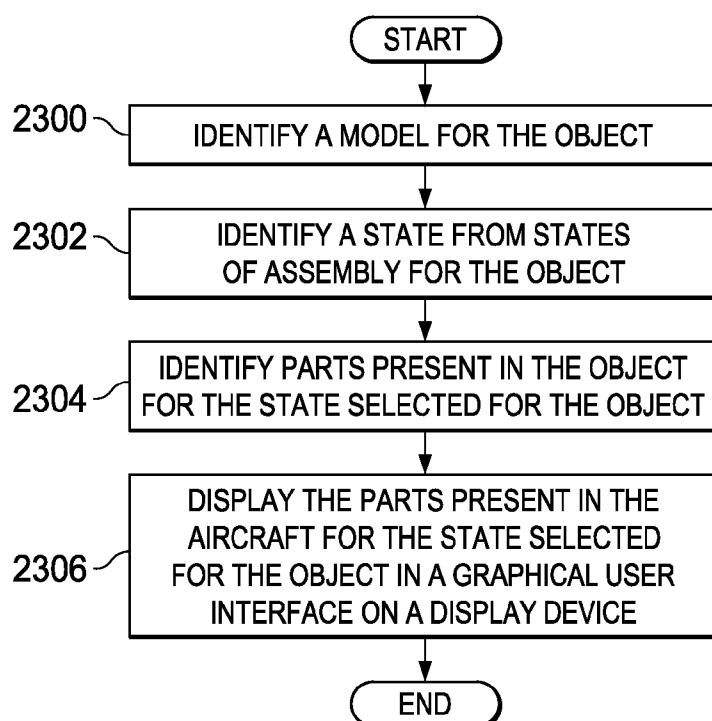 START
2300
IDENTIFY A MODEL FOR THE OBJECT
2302
IDENTIFY A STATE FROM STATES
OF ASSEMBLY FOR THE OBJECT
2304
IDENTIFY PARTS PRESENT IN THE OBJECT
FOR THE STATE SELECTED FOR THE OBJECT
2306
DISPLAY THE PARTS PRESENT IN THE
AIRCRAFT FOR THE STATE SELECTED
FOR THE OBJECT IN A GRAPHICAL USER
INTERFACE ON A DISPLAY DEVICE
END